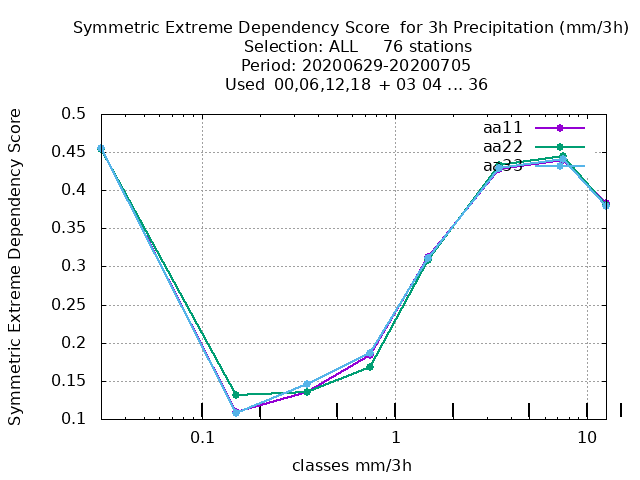 Symmetric Extreme Dependency Score  for 3h Precipitation (mm/3h)
Selection: ALL     76 stations
Period: 20200629-20200705
Used  00,06,12,18 + 03 04 ... 36
Symmetric Extreme Dependency Score
0.5
0.45
0.4
0.35
0.3
0.25
0.2
0.15
0.1
aa11
aa22
aa33
0.1
1
10
classes mm/3h